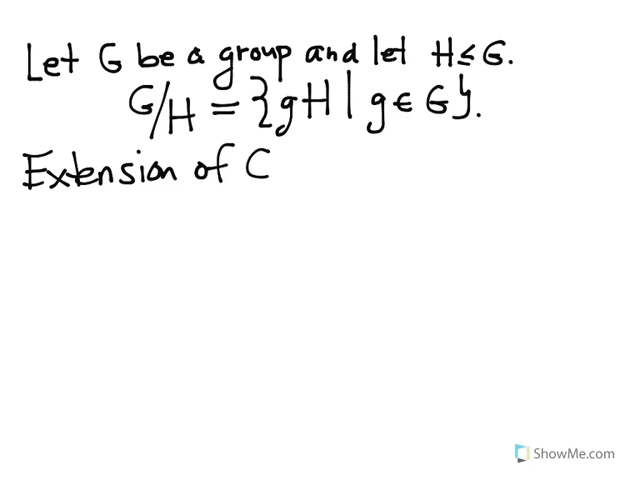 Let G be a group and let H ≤ G.
G/H = {gH | g ∈ G}.
Extension of C
ShowMe.com